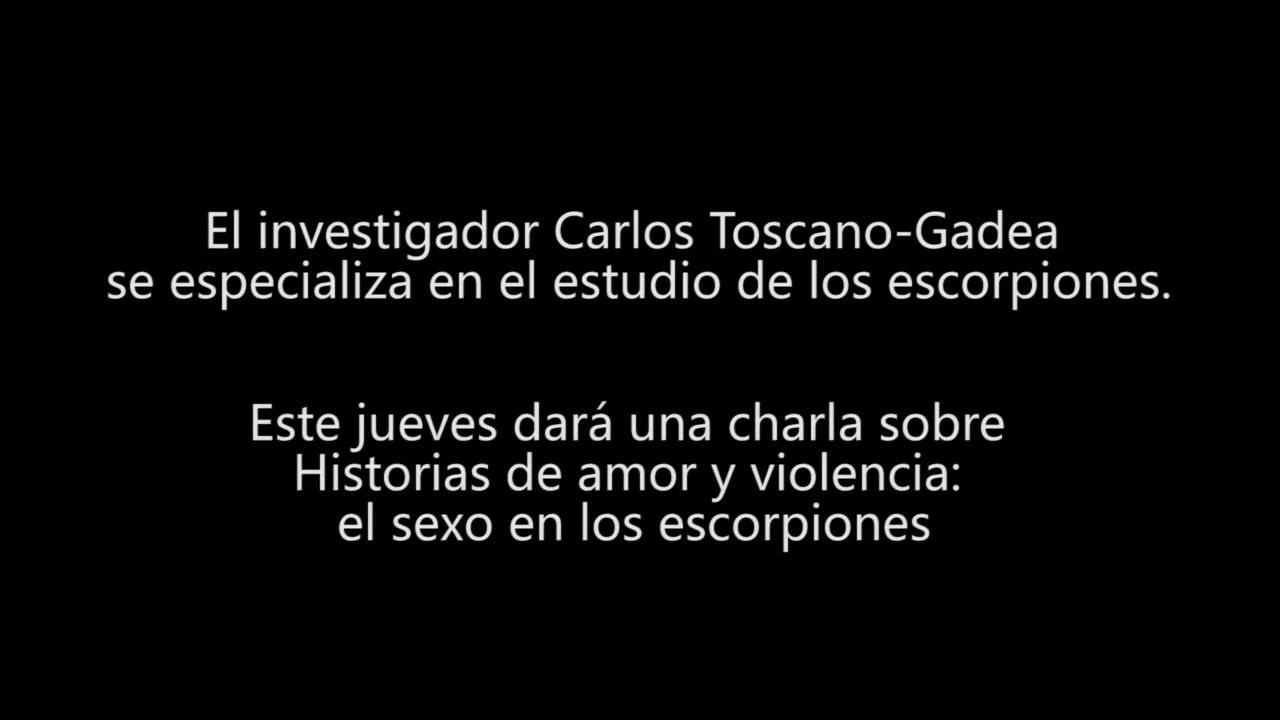 El investigador Carlos Toscano-Gadea
se especializa en el estudio de los escorpiones.
Este jueves dará una charla sobre
Historias de amor y violencia:
el sexo en los escorpiones